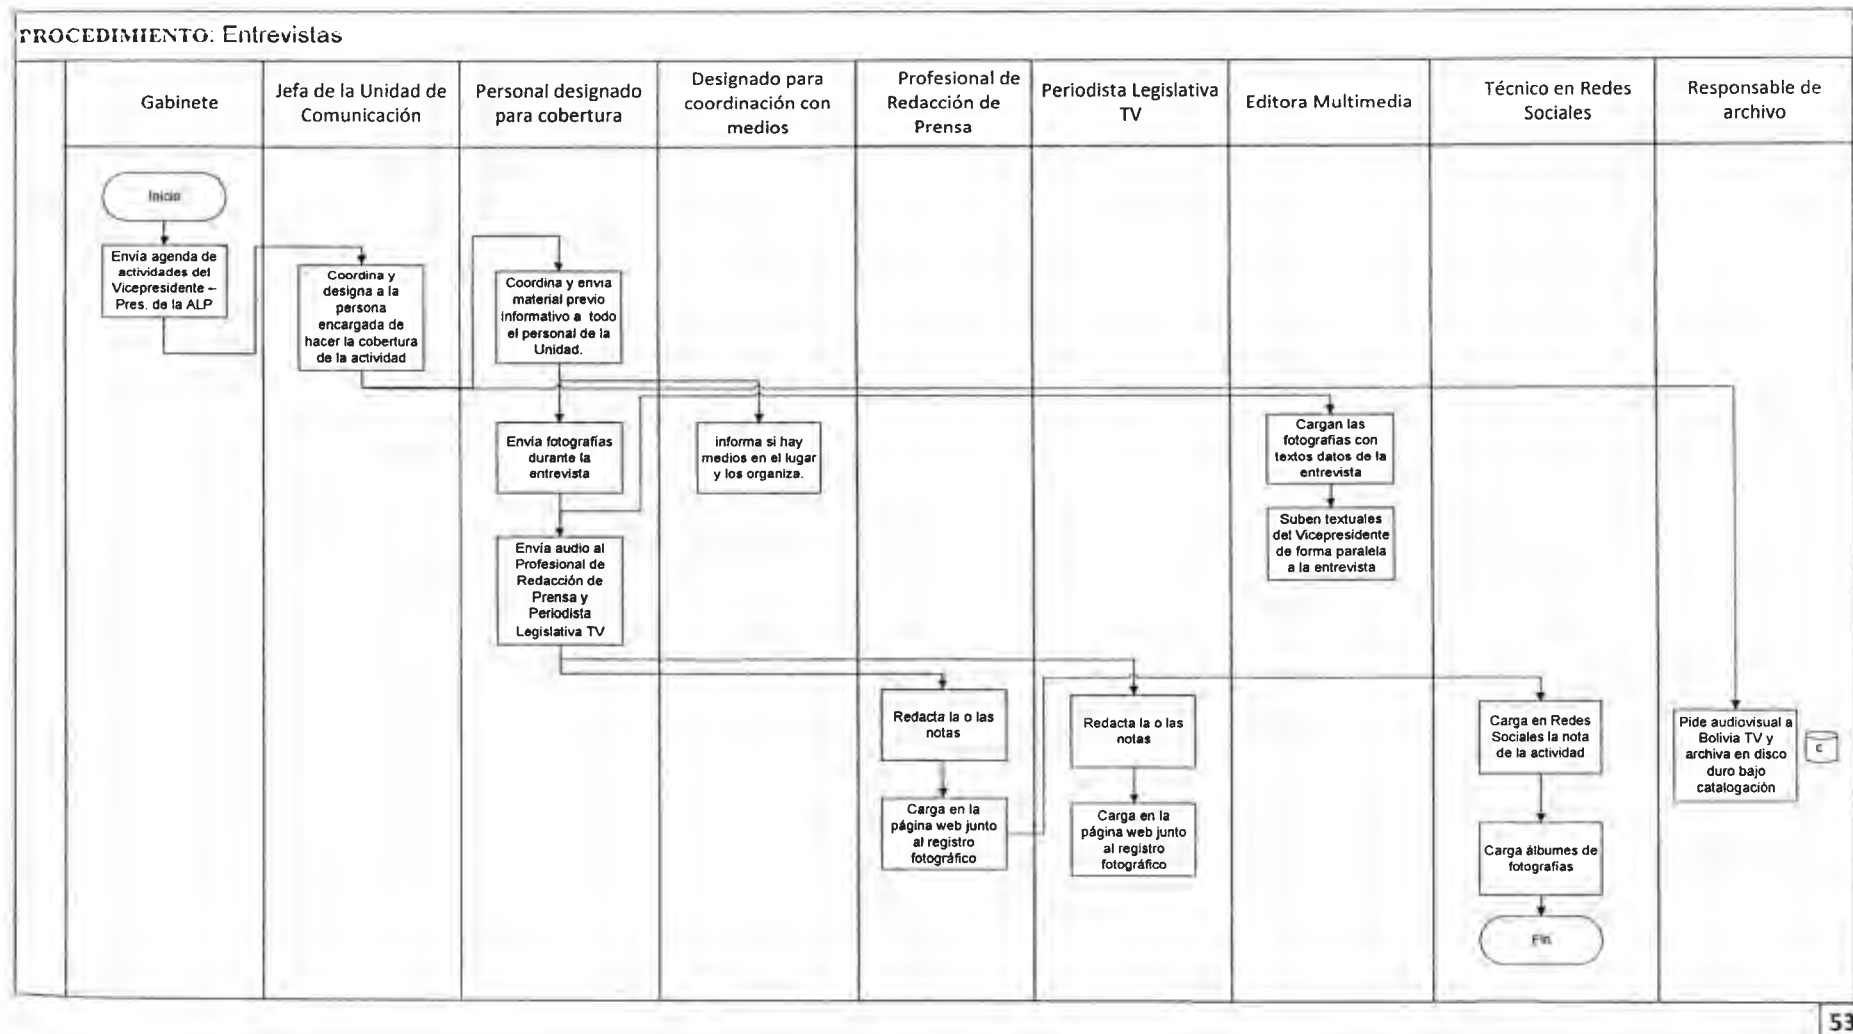 PROCEDIMIENTO: Entrevistas
Gabinete
Jefa de la Unidad de
Comunicación
Personal designado
para cobertura
Designado para
coordinación con
medios
Profesional de
Redacción de
Prensa
Periodista Legislativa
TV
Editora Multimedia
Técnico en Redes
Sociales
Responsable de
archivo
Inicio
Envía agenda de
actividades del
Vicepresidente –
Pres. de la ALP
Coordina y
designa a la
persona
encargada de
hacer la cobertura
de la actividad
Coordina y envia
material previo
informativo a todo
el personal de la
Unidad.
Envía fotografías
durante la
entrevista
informa si hay
medios en el lugar
y los organiza.
Cargan las
fotografías con
textos datos de la
entrevista
Suben textuales
del Vicepresidente
de forma paralela
a la entrevista
Envía audio al
Profesional de
Redacción de
Prensa y
Periodista
Legislativa TV
Redacta la o las
notas
Redacta la o las
notas
Carga en Redes
Sociales la nota
de la actividad
Pide audiovisual a
Bolivia TV y
archiva en disco
duro bajo
catalogación
C
Carga en la
página web junto
al registro
fotográfico
Carga en la
página web junto
al registro
fotográfico
Carga álbumes de
fotografías
Fin
53